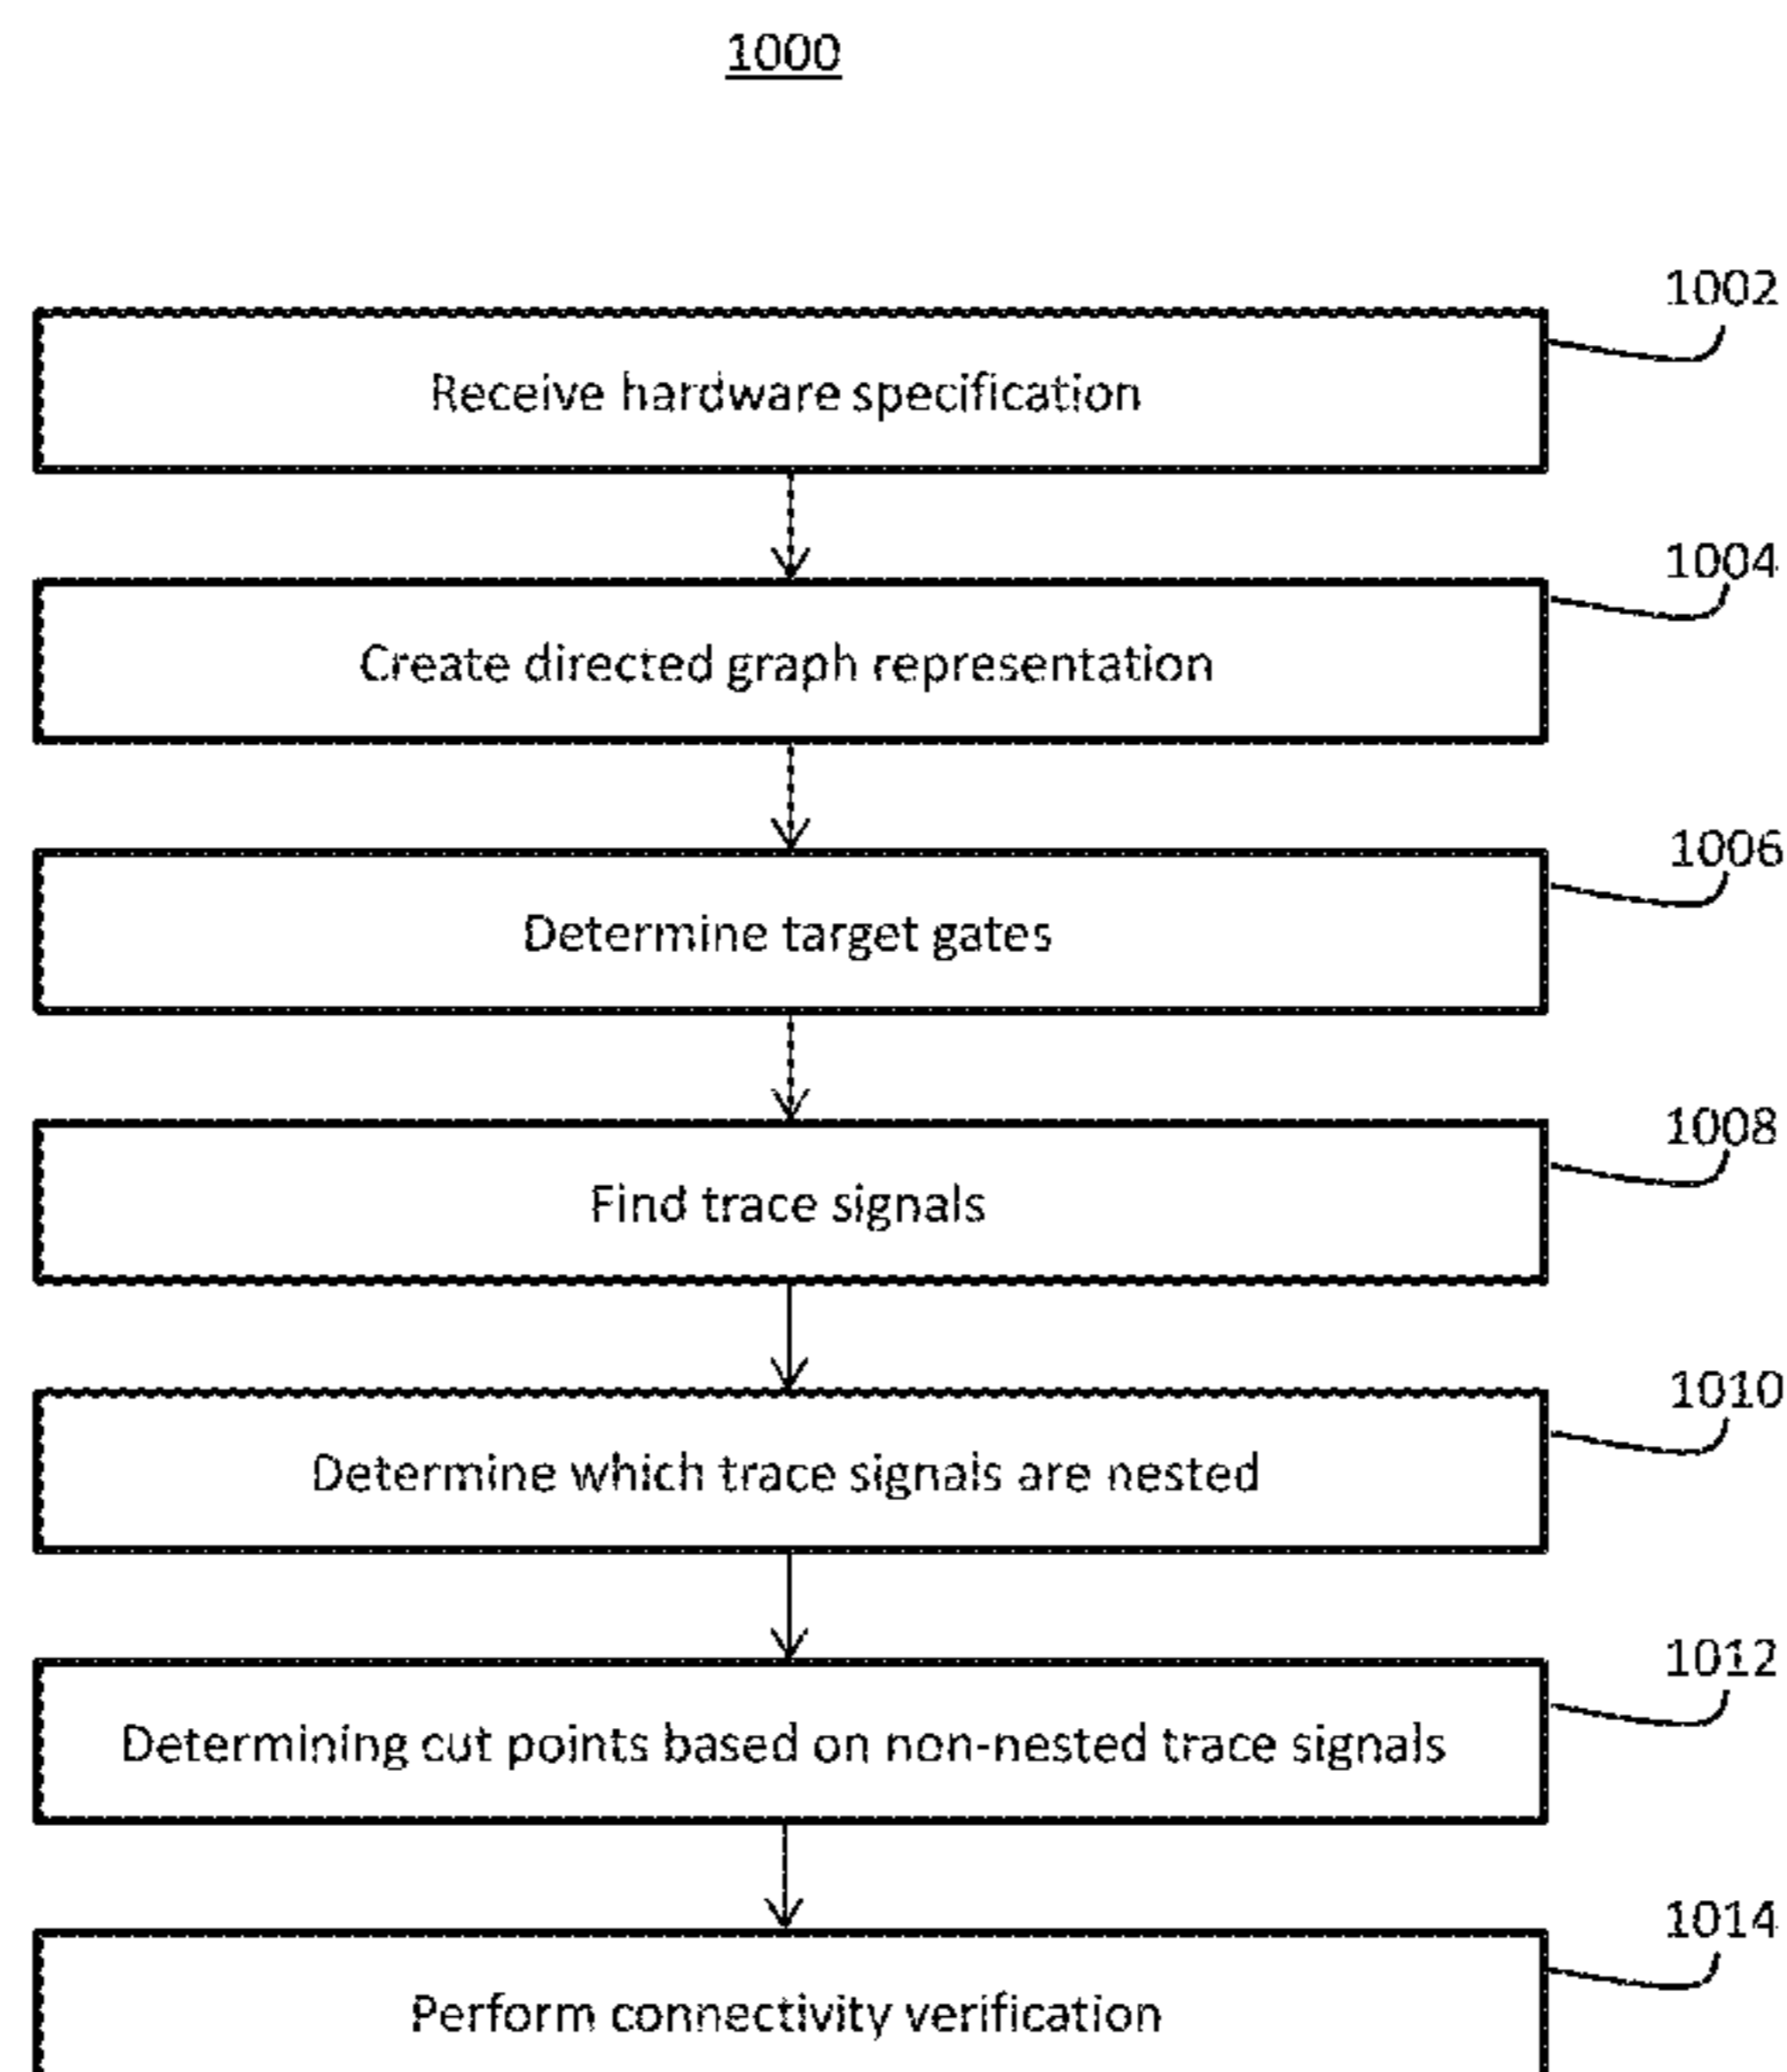 1000
1002
Receive hardware specification
1004
Create directed graph representation
1006
Determine target gates
1008
Find trace signals
1010
Determine which trace signals are nested
1012
Determining cut points based on non-nested trace signals
1014
Perform connectivity verification